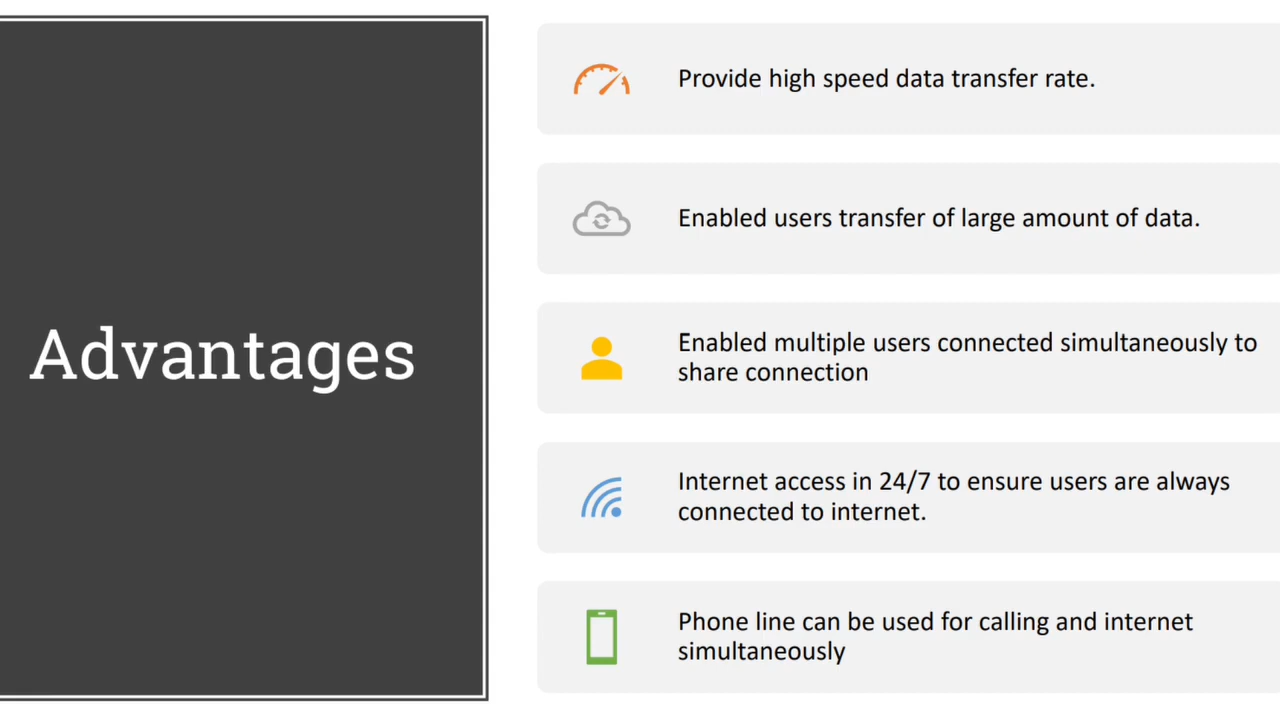 Advantages
Provide high speed data transfer rate.
Enabled users transfer of large amount of data.
Enabled multiple users connected simultaneously to
share connection
Internet access in 24/7 to ensure users are always
connected to internet.
Phone line can be used for calling and internet
simultaneously